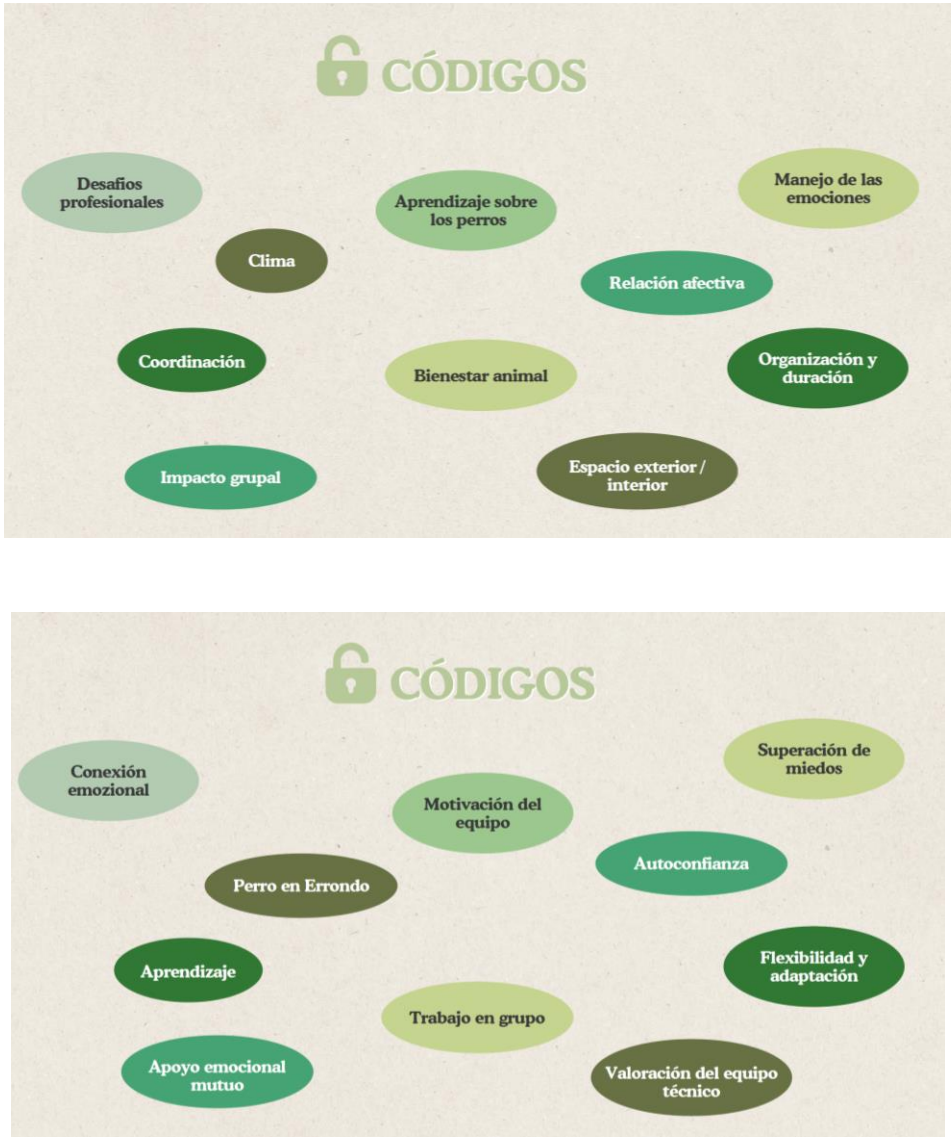 CÓDIGOS
Desafios
profesionales
Aprendizaje sobre
los perros
Manejo de las
emociones
Clima
Relación afectiva
Coordinación
Bienestar animal
Organización y
duración
Impacto grupal
Espacio exterior /
interior
CÓDIGOS
Conexión
emozional
Motivación del
equipo
Superación de
miedos
Perro en Errondo
Autoconfianza
Aprendizaje
Trabajo en grupo
Flexibilidad y
adaptación
Apoyo emocional
mutuo
Valoración del equipo
técnico